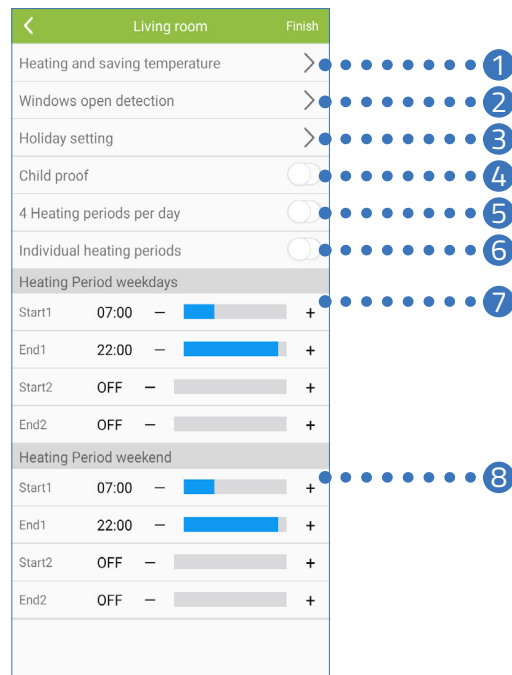 Living room Finish
Heating and saving temperature 1
Windows open detection 2
Holiday setting 3
Child proof 4
4 Heating periods per day 5
Individual heating periods 6
Heating Period weekdays
Start1 07:00 − + 7
End1 22:00 − +
Start2 OFF − +
End2 OFF − +
Heating Period weekend
Start1 07:00 − + 8
End1 22:00 − +
Start2 OFF − +
End2 OFF − +